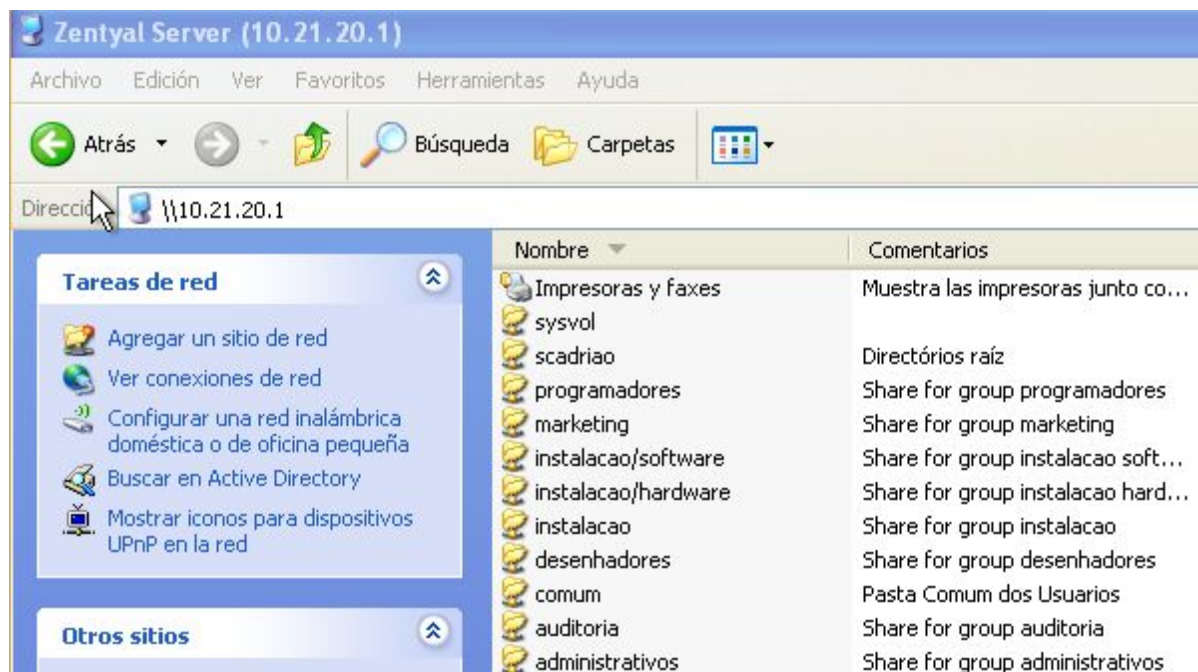 Zentyal Server (10.21.20.1)
Archivo Edición Ver Favoritos Herramientas Ayuda
Atrás Búsqueda Carpetas
\\10.21.20.1
Tareas de red
Agregar un sitio de red
Ver conexiones de red
Configurar una red inalámbrica
doméstica o de oficina pequeña
Buscar en Active Directory
Mostrar iconos para dispositivos
UPnP en la red
Otros sitios
Nombre Comentarios
Impresoras y faxes Muestra las impresoras junto co...
sysvol
scadriao Directórios raíz
programadores Share for group programadores
marketing Share for group marketing
instalacao/software Share for group instalacao soft...
instalacao/hardware Share for group instalacao hard...
instalacao Share for group instalacao
desenhadores Share for group desenhadores
comum Pasta Comum dos Usuarios
auditoria Share for group auditoria
administrativos Share for group administrativos